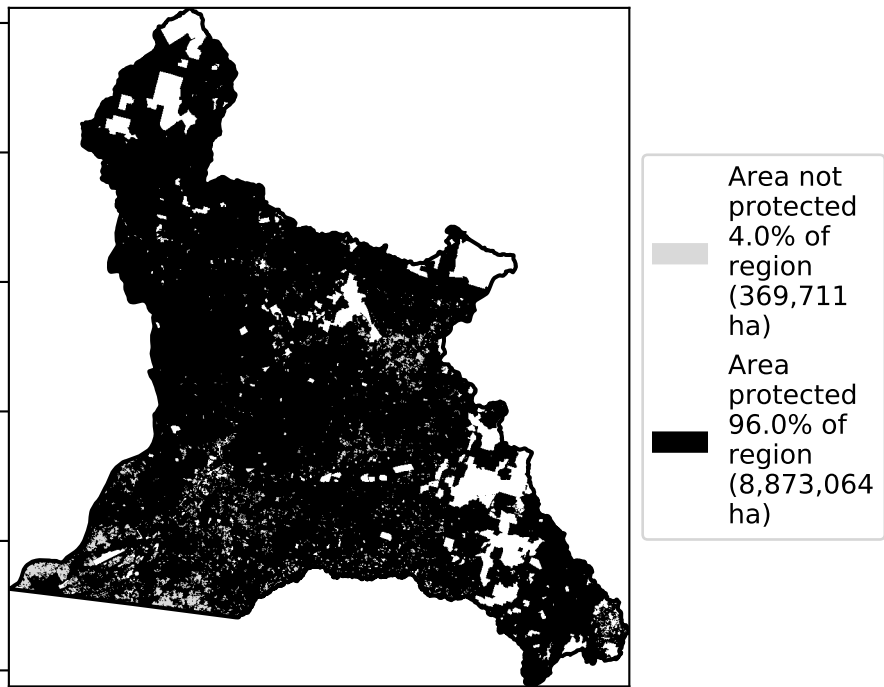 Area not
protected
4.0% of
region
(369,711
ha)
Area
protected
96.0% of
region
(8,873,064
ha)